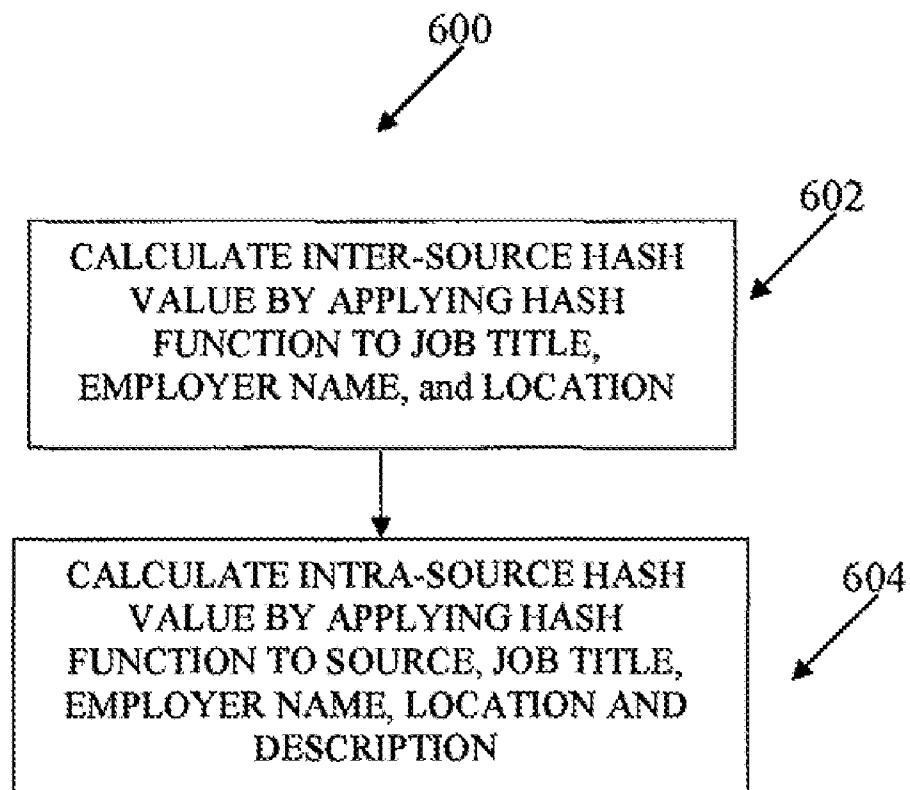 600
602
CALCULATE INTER-SOURCE HASH
VALUE BY APPLYING HASH
FUNCTION TO JOB TITLE,
EMPLOYER NAME, and LOCATION
604
CALCULATE INTRA-SOURCE HASH
VALUE BY APPLYING HASH
FUNCTION TO SOURCE, JOB TITLE,
EMPLOYER NAME, LOCATION AND
DESCRIPTION